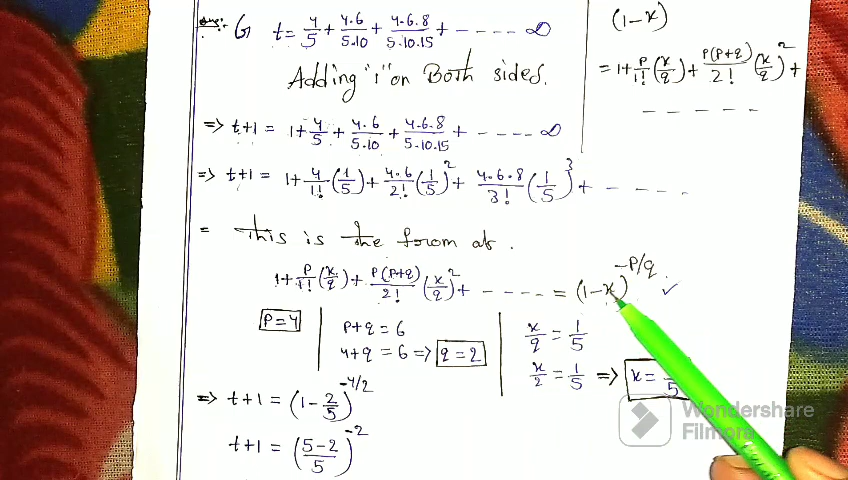 Ans:- G t = 4/5 + 4.6/5.10 + 4.6.8/5.10.15 + ----- ∞
Adding "1" on Both sides.
=> t+1 = 1 + 4/5 + 4.6/5.10 + 4.6.8/5.10.15 + ----- ∞
=> t+1 = 1 + 4/1! (1/5) + 4.6/2! (1/5)^2 + 4.6.8/3! (1/5)^3 + -----
= This is the from at.
1 + P/1! (x/q) + P(P+q)/2! (x/q)^2 + ----- = (1-x)^-P/q ✓
P=4
P+q = 6
4+q = 6 => q = 2
x/q = 1/5
x/2 = 1/5 => x = /5
=> t+1 = (1 - 2/5)^-4/2
t+1 = (5-2/5)^-2
(1-x)
= 1 + P/1! (x/q) + P(P+q)/2! (x/q)^2 +
-----
Wondershare
Filmora